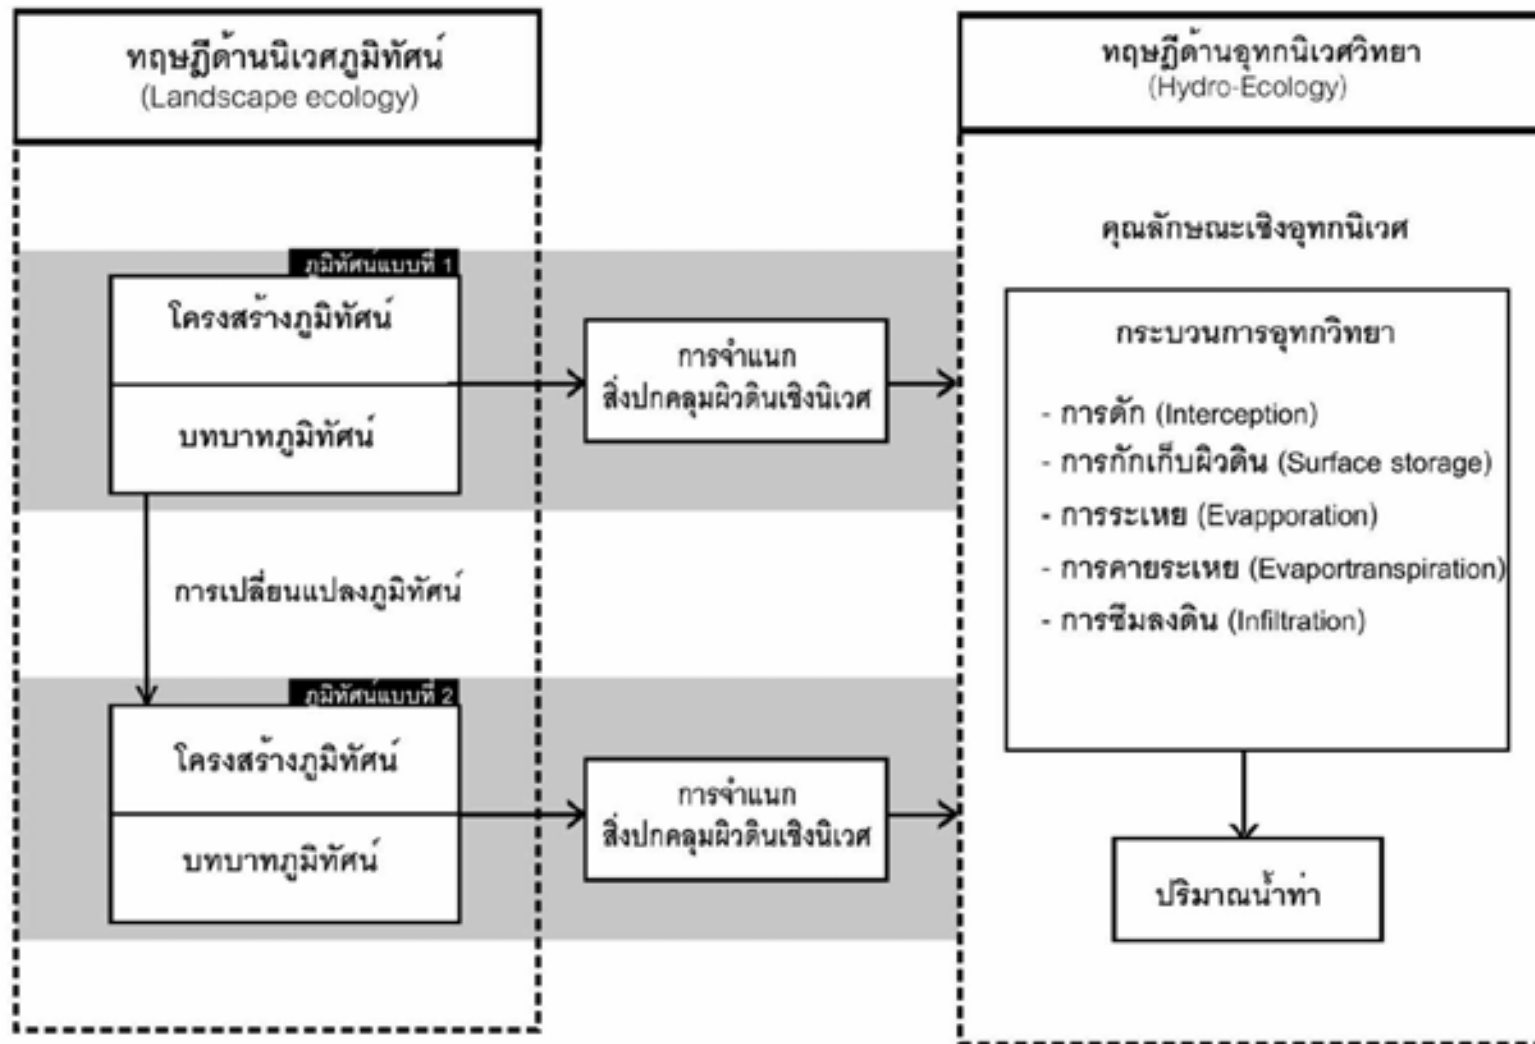 ทฤษฎีด้านนิเวศภูมิทัศน์
(Landscape ecology)
ภูมิทัศน์แบบที่ 1
โครงสร้างภูมิทัศน์
บทบาทภูมิทัศน์
การจำแนก
สิ่งปกคลุมผิวดินเชิงนิเวศ
การเปลี่ยนแปลงภูมิทัศน์
ภูมิทัศน์แบบที่ 2
โครงสร้างภูมิทัศน์
บทบาทภูมิทัศน์
การจำแนก
สิ่งปกคลุมผิวดินเชิงนิเวศ
ทฤษฎีด้านอุทกนิเวศวิทยา
(Hydro-Ecology)
คุณลักษณะเชิงอุทกนิเวศ
กระบวนการอุทกวิทยา
- การดัก (Interception)
- การกักเก็บผิวดิน (Surface storage)
- การระเหย (Evapporation)
- การคายระเหย (Evaportranspiration)
- การซึมลงดิน (Infiltration)
ปริมาณน้ำท่า